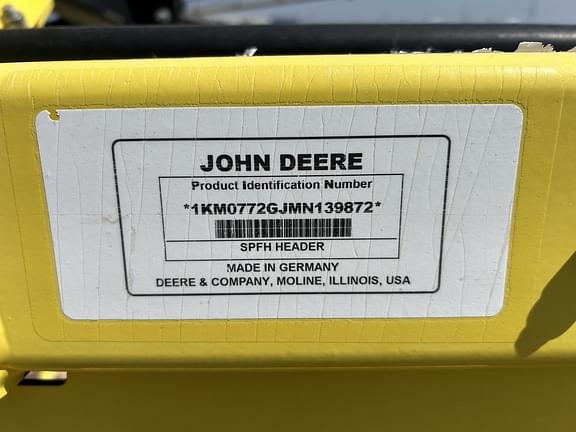 JOHN DEERE
Product Identification Number
*1KM0772GJMN139872*
SPFH HEADER
MADE IN GERMANY
DEERE & COMPANY, MOLINE, ILLINOIS, USA